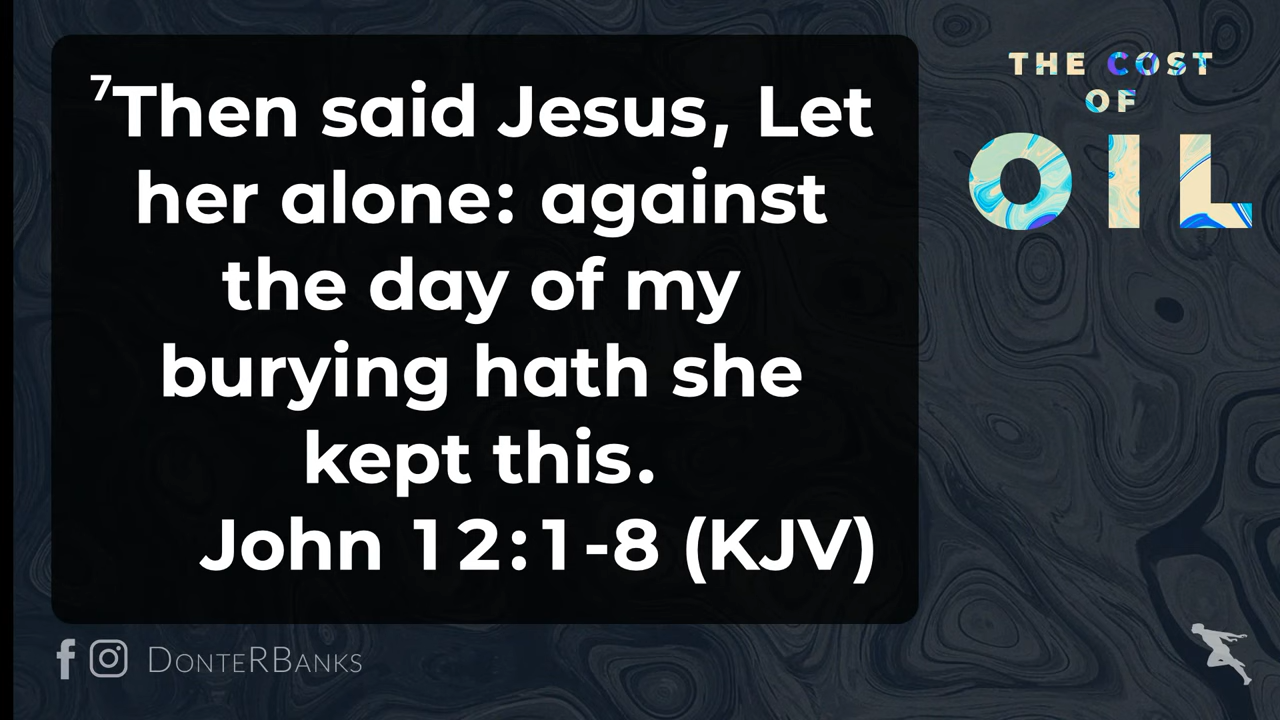 ⁷Then said Jesus, Let
her alone: against
the day of my
burying hath she
kept this.
John 12:1-8 (KJV)
THE COST
OF
OIL
DONTERBANKS